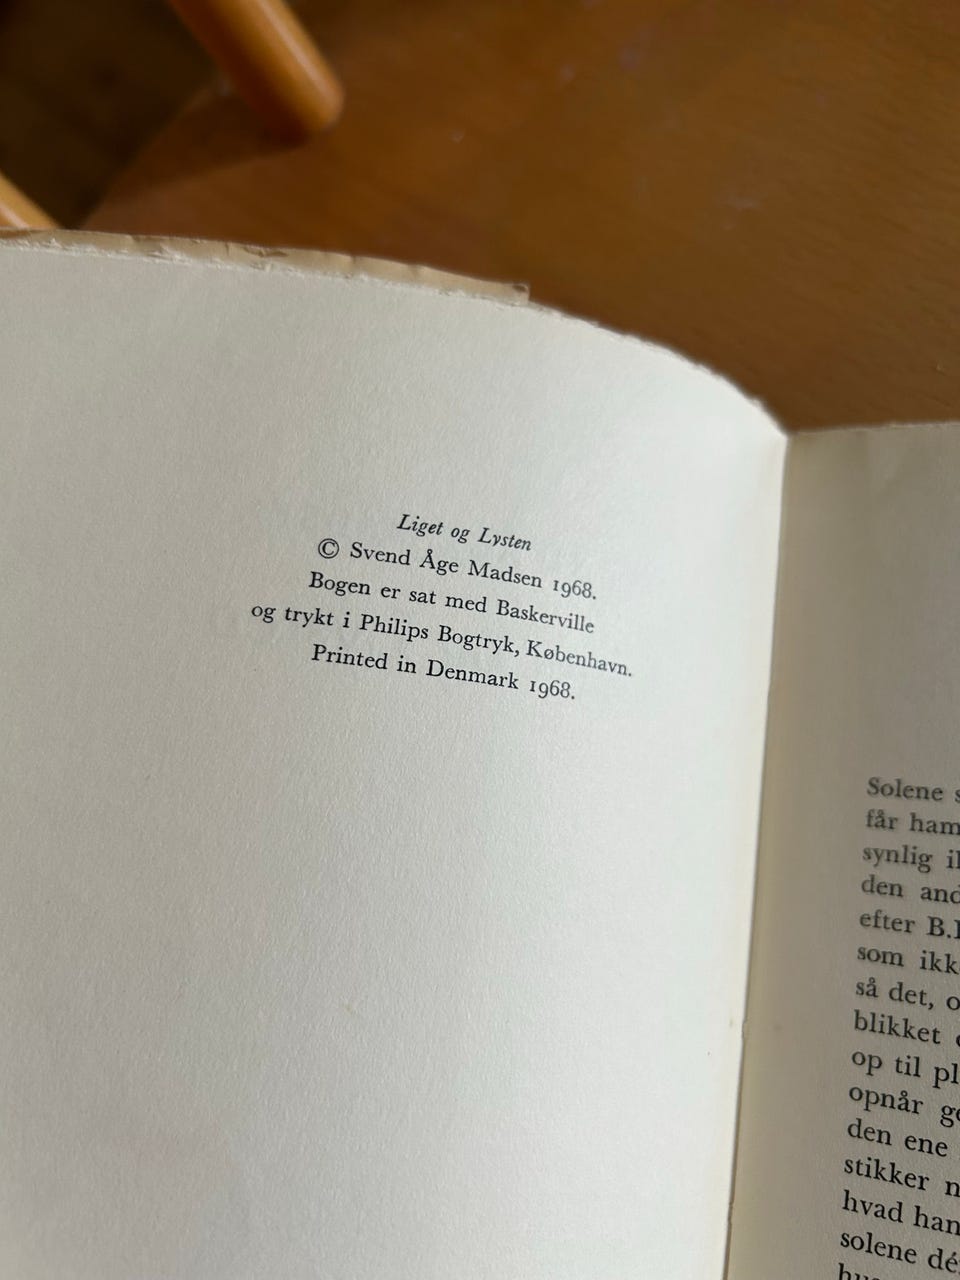 Liget og Lysten
© Svend Åge Madsen 1968.
Bogen er sat med Baskerville
og trykt i Philips Bogtryk, København.
Printed in Denmark 1968.
Solene
får
synlig
den
efter
som
så det,
blikket
op til
opnår
den ene
stikker
hvad han
solene